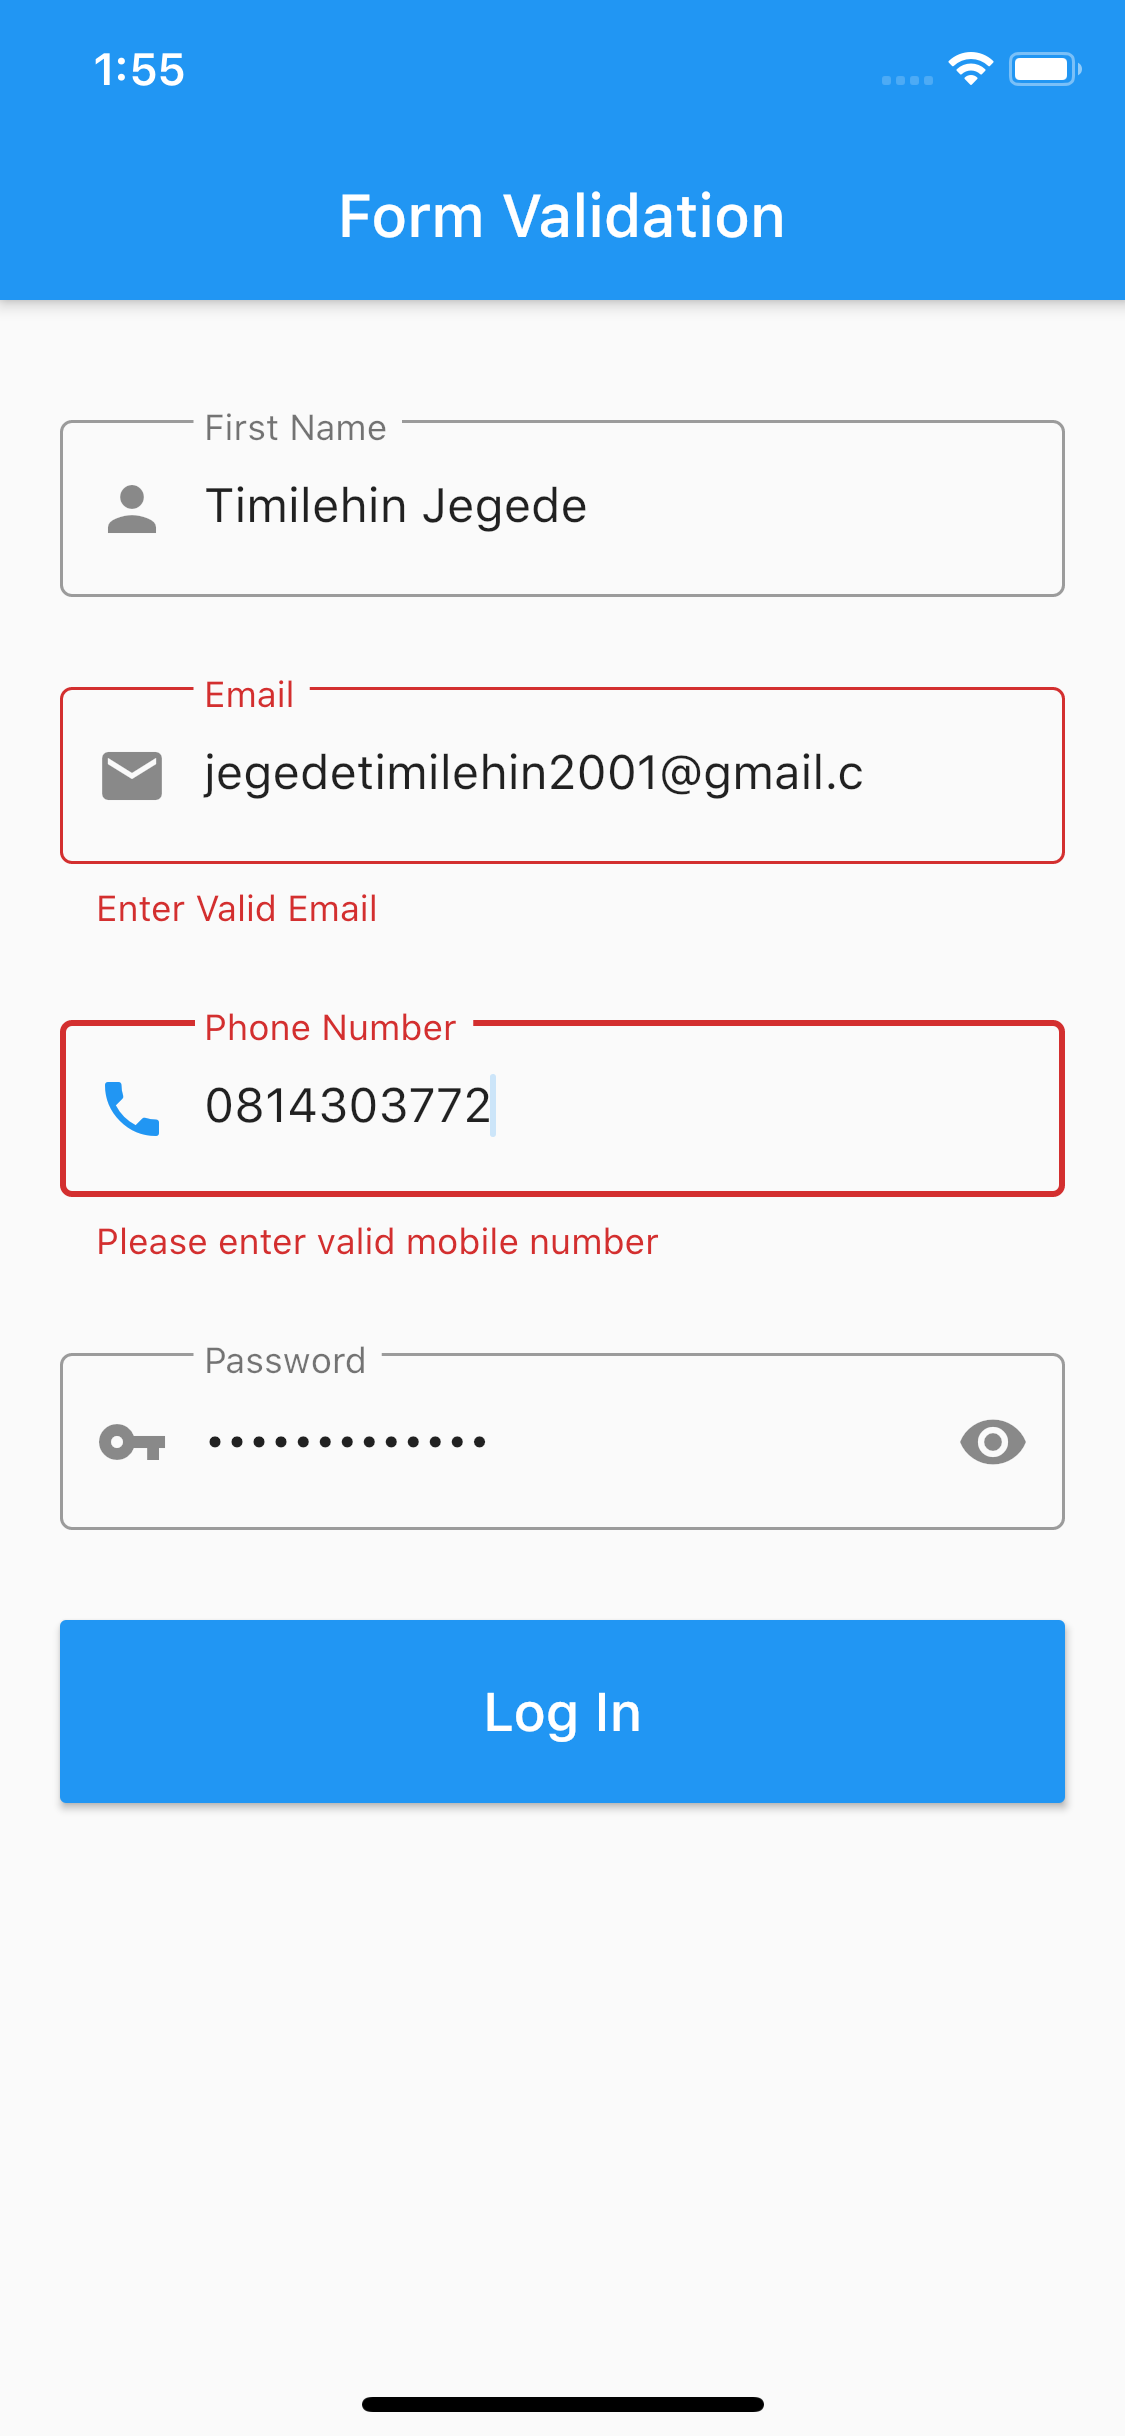 1:55
Form Validation
First Name
Timilehin Jegede
Email
jegedetimilehin2001@gmail.c
Enter Valid Email
Phone Number
0814303772
Please enter valid mobile number
Password
•••••••••••••
Log In